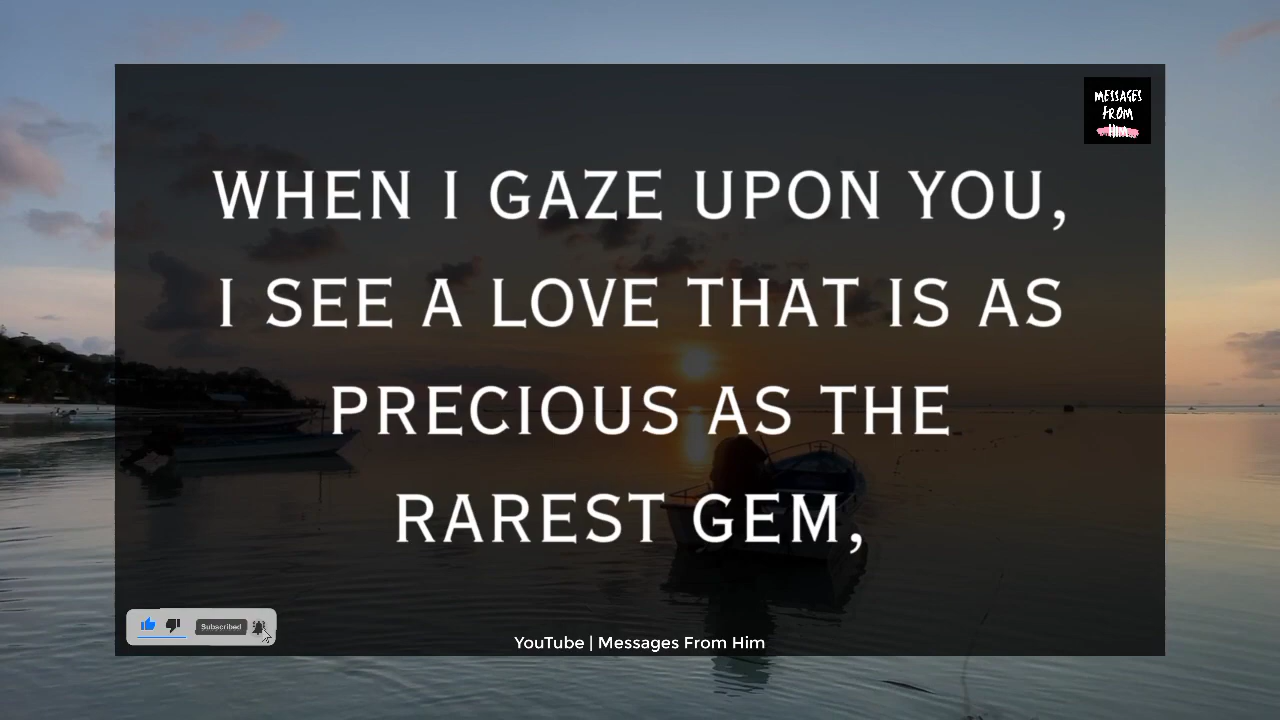 MESSAGES
FROM
HIM
WHEN I GAZE UPON YOU,
I SEE A LOVE THAT IS AS
PRECIOUS AS THE
RAREST GEM,
Subscribed
YouTube | Messages From Him